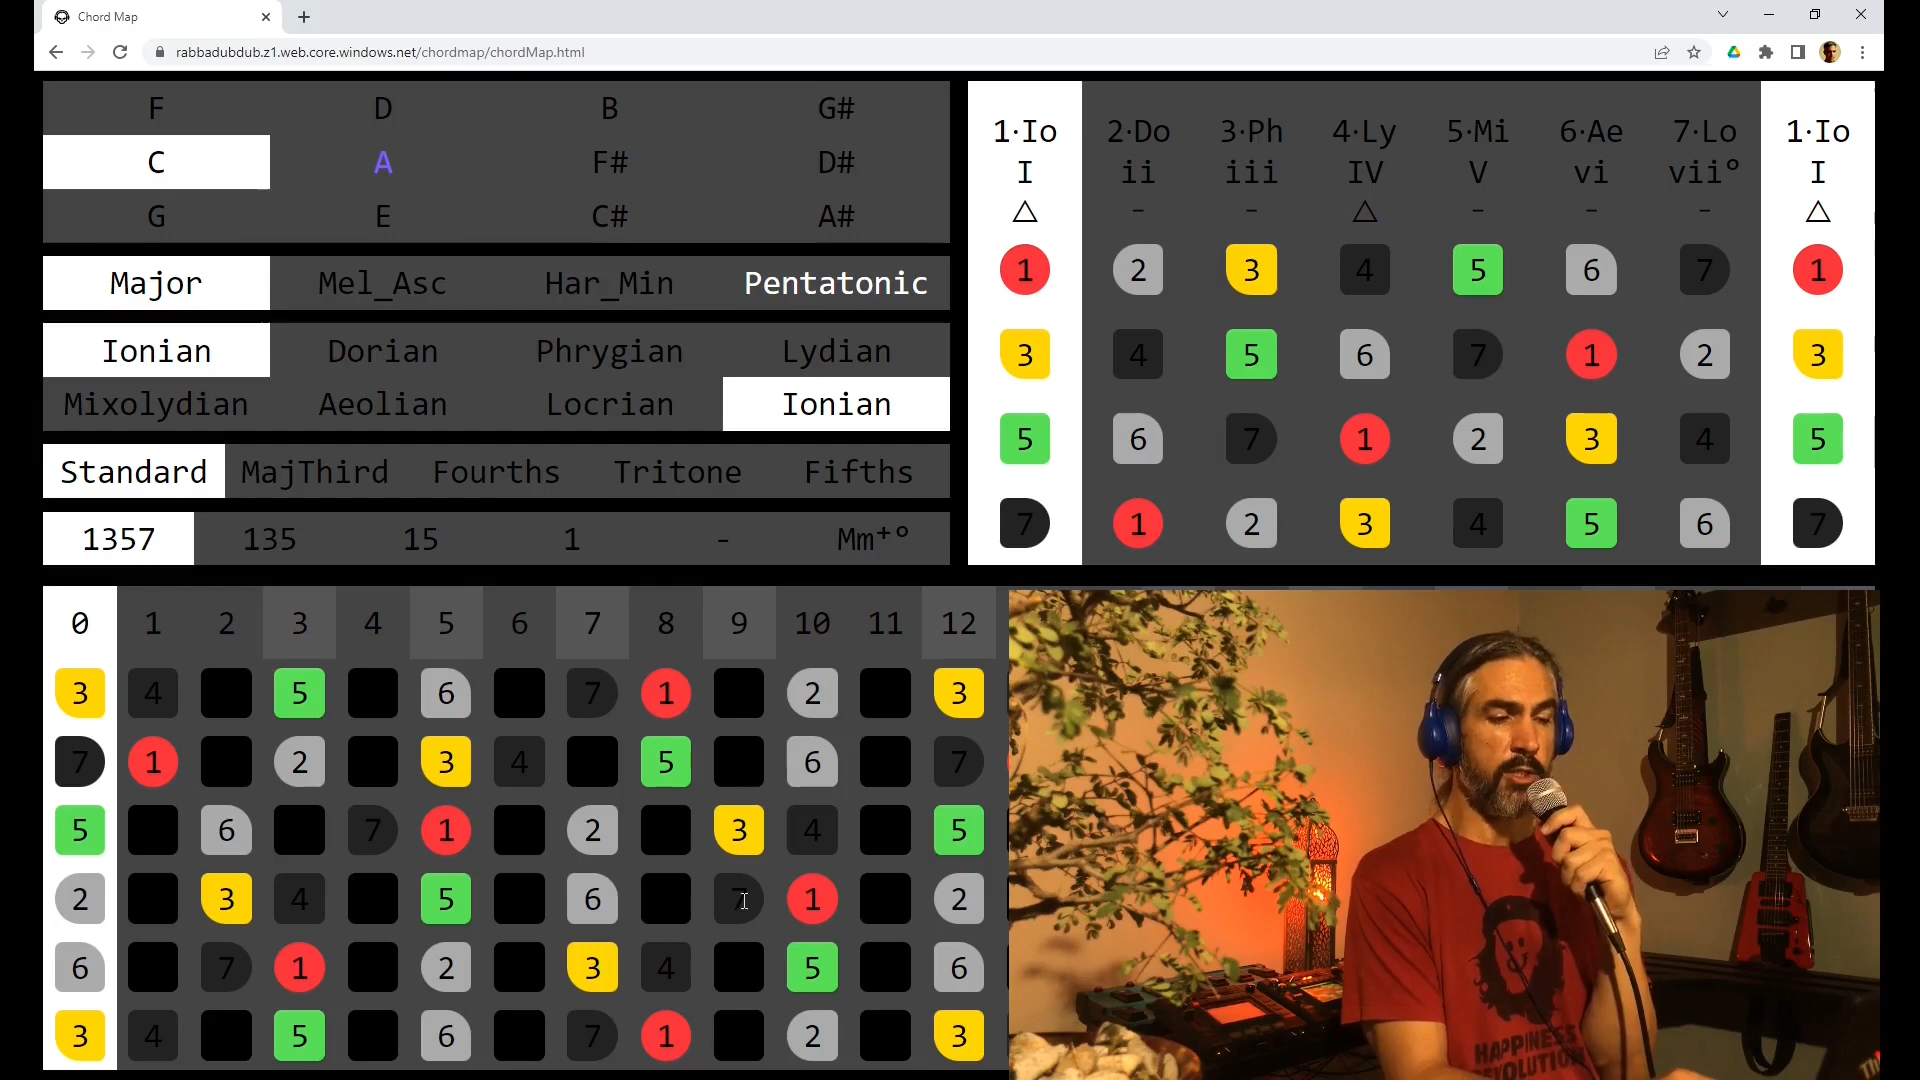 Chord Map
rabbadubdub.z1.web.core.windows.net/chordmap/chordMap.html
F D B G#
C A F# D#
G E C# A#
Major Mel_Asc Har_Min Pentatonic
Ionian Dorian Phrygian Lydian
Mixolydian Aeolian Locrian Ionian
Standard MajThird Fourths Tritone Fifths
1357 135 15 1 - Mm⁺°
1·Io 2·Do 3·Ph 4·Ly 5·Mi 6·Ae 7·Lo 1·Io
I ii iii IV V vi vii° I
△ - - △ - - - △
1 2 3 4 5 6 7 1
3 4 5 6 7 1 2 3
5 6 7 1 2 3 4 5
7 1 2 3 4 5 6 7
0 1 2 3 4 5 6 7 8 9 10 11 12
3 4 5 6 7 1 2 3
7 1 2 3 4 5 6 7
5 6 7 1 2 3 4 5
2 3 4 5 6 7 1 2
6 7 1 2 3 4 5 6
3 4 5 6 7 1 2 3
HAPPINESS
REVOLUTION